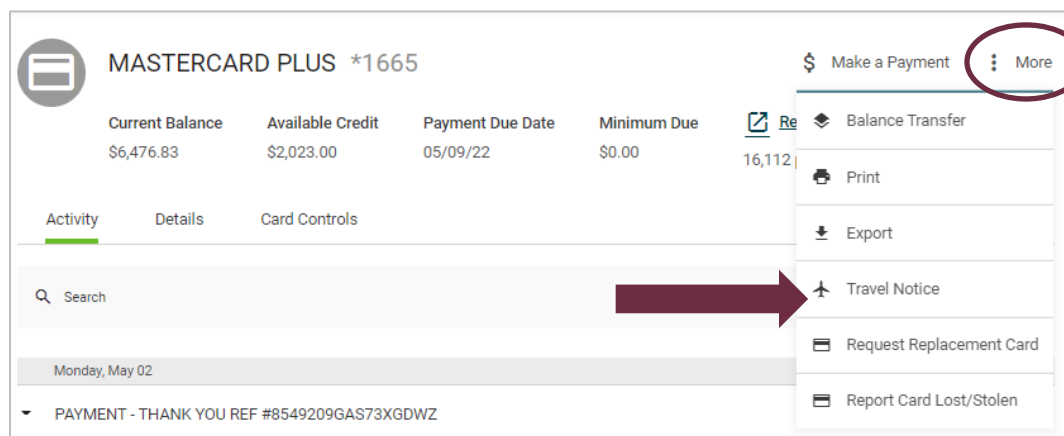 MASTERCARD PLUS *1665
$ Make a Payment
More
Current Balance
Available Credit
Payment Due Date
Minimum Due
$6,476.83
$2,023.00
05/09/22
$0.00
16,112
Balance Transfer
Print
Export
Travel Notice
Request Replacement Card
Report Card Lost/Stolen
Activity
Details
Card Controls
Search
Monday, May 02
PAYMENT - THANK YOU REF #8549209GAS73XGDWZ